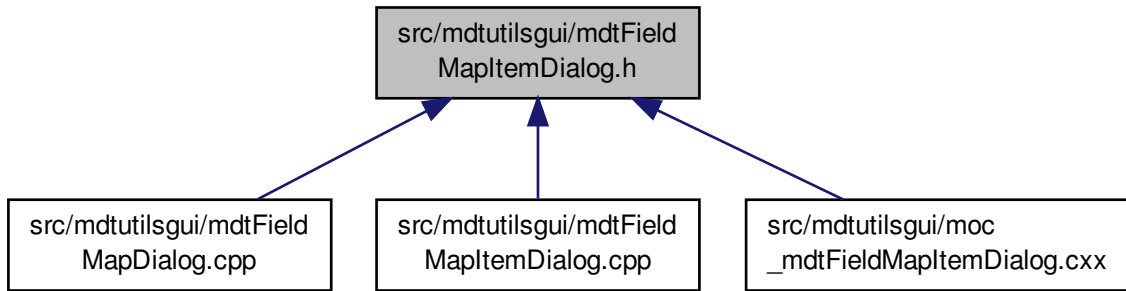 src/mdtutilsgui/mdtField
MapItemDialog.h
src/mdtutilsgui/mdtField
MapDialog.cpp
src/mdtutilsgui/mdtField
MapItemDialog.cpp
src/mdtutilsgui/moc
_mdtFieldMapItemDialog.cxx